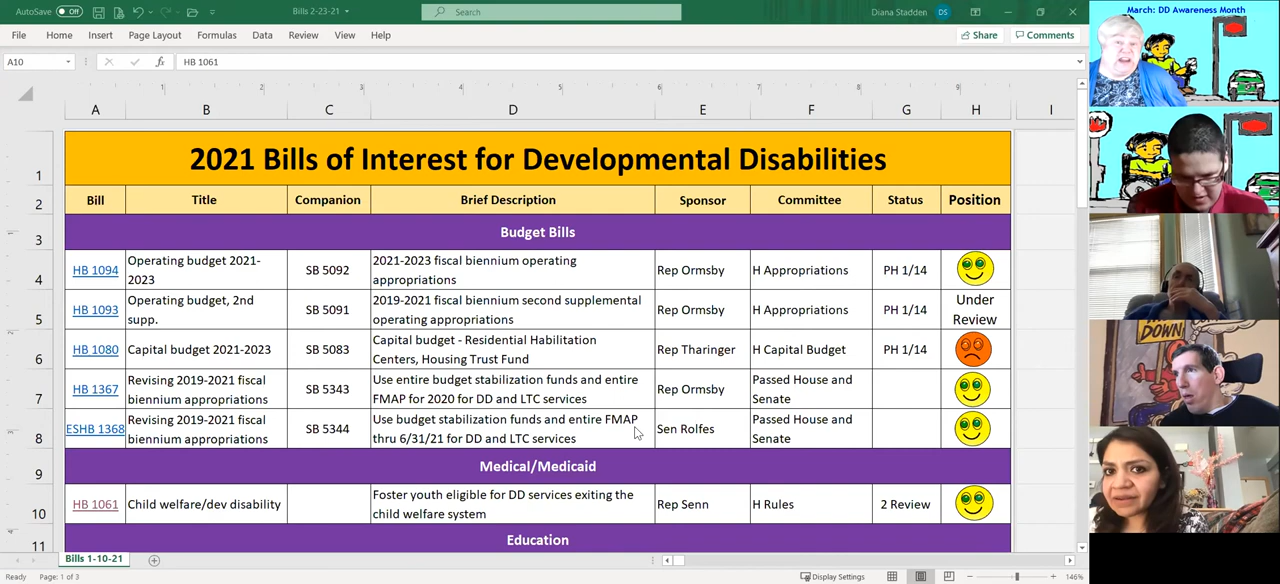 AutoSave Off
Bills 2-23-21
Search
Diana Stadden DS
File Home Insert Page Layout Formulas Data Review View Help
Share Comments
A10 fx HB 1061
1 2 3 4 5 6 7 8 9
A B C D E F G H I
1 2021 Bills of Interest for Developmental Disabilities
2 Bill Title Companion Brief Description Sponsor Committee Status Position
3 Budget Bills
4 HB 1094 Operating budget 2021-
2023 SB 5092 2021-2023 fiscal biennium operating
appropriations Rep Ormsby H Appropriations PH 1/14
5 HB 1093 Operating budget, 2nd
supp. SB 5091 2019-2021 fiscal biennium second supplemental
operating appropriations Rep Ormsby H Appropriations PH 1/14 Under
Review
6 HB 1080 Capital budget 2021-2023 SB 5083 Capital budget - Residential Habilitation
Centers, Housing Trust Fund Rep Tharinger H Capital Budget PH 1/14
7 HB 1367 Revising 2019-2021 fiscal
biennium appropriations SB 5343 Use entire budget stabilization funds and entire
FMAP for 2020 for DD and LTC services Rep Ormsby Passed House and
Senate
8 ESHB 1368 Revising 2019-2021 fiscal
biennium appropriations SB 5344 Use budget stabilization funds and entire FMAP
thru 6/31/21 for DD and LTC services Sen Rolfes Passed House and
Senate
9 Medical/Medicaid
10 HB 1061 Child welfare/dev disability Foster youth eligible for DD services exiting the
child welfare system Rep Senn H Rules 2 Review
11 Education
Bills 1-10-21
Ready Page: 1 of 3 Display Settings 146%
March: DD Awareness Month
DOWN